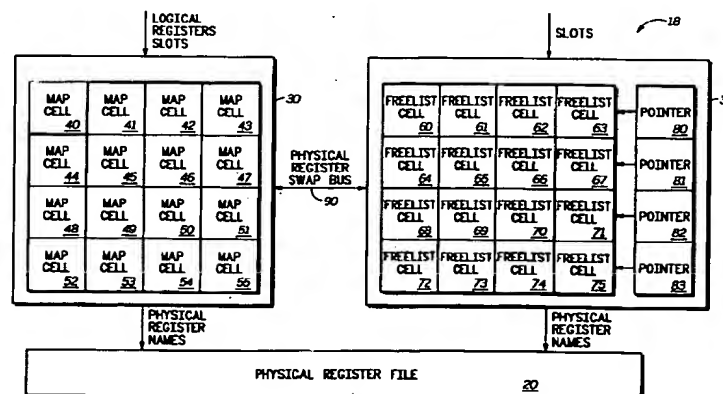 LOGICAL
REGISTERS
SLOTS
SLOTS
18
30
MAP CELL 40 MAP CELL 41 MAP CELL 42 MAP CELL 43
MAP CELL 44 MAP CELL 45 MAP CELL 46 MAP CELL 47
MAP CELL 48 MAP CELL 49 MAP CELL 50 MAP CELL 51
MAP CELL 52 MAP CELL 53 MAP CELL 54 MAP CELL 55
PHYSICAL
REGISTER
SWAP BUS
90
FREELIST CELL 60 FREELIST CELL 61 FREELIST CELL 62 FREELIST CELL 63 POINTER 80
FREELIST CELL 64 FREELIST CELL 65 FREELIST CELL 66 FREELIST CELL 67 POINTER 81
FREELIST CELL 68 FREELIST CELL 69 FREELIST CELL 70 FREELIST CELL 71 POINTER 82
FREELIST CELL 72 FREELIST CELL 73 FREELIST CELL 74 FREELIST CELL 75 POINTER 83
PHYSICAL
REGISTER
NAMES
PHYSICAL
REGISTER
NAMES
PHYSICAL REGISTER FILE 20